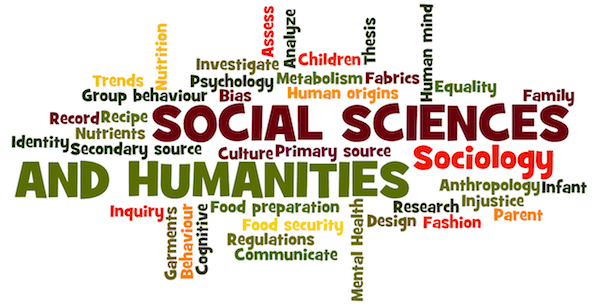 Nutrition
Assess
Analyze
Children
Thesis
Human mind
Investigate
Trends
Psychology
Metabolism
Fabrics
Equality
Group behaviour
Bias
Human origins
Family
Record
Recipe
SOCIAL SCIENCES
Nutrients
Identity
Secondary source
Culture
Primary source
Sociology
AND HUMANITIES
Anthropology
Infant
Inquiry
Garments
Behaviour
Cognitive
Food preparation
Mental Health
Research
Injustice
Parent
Food security
Design
Fashion
Regulations
Communicate